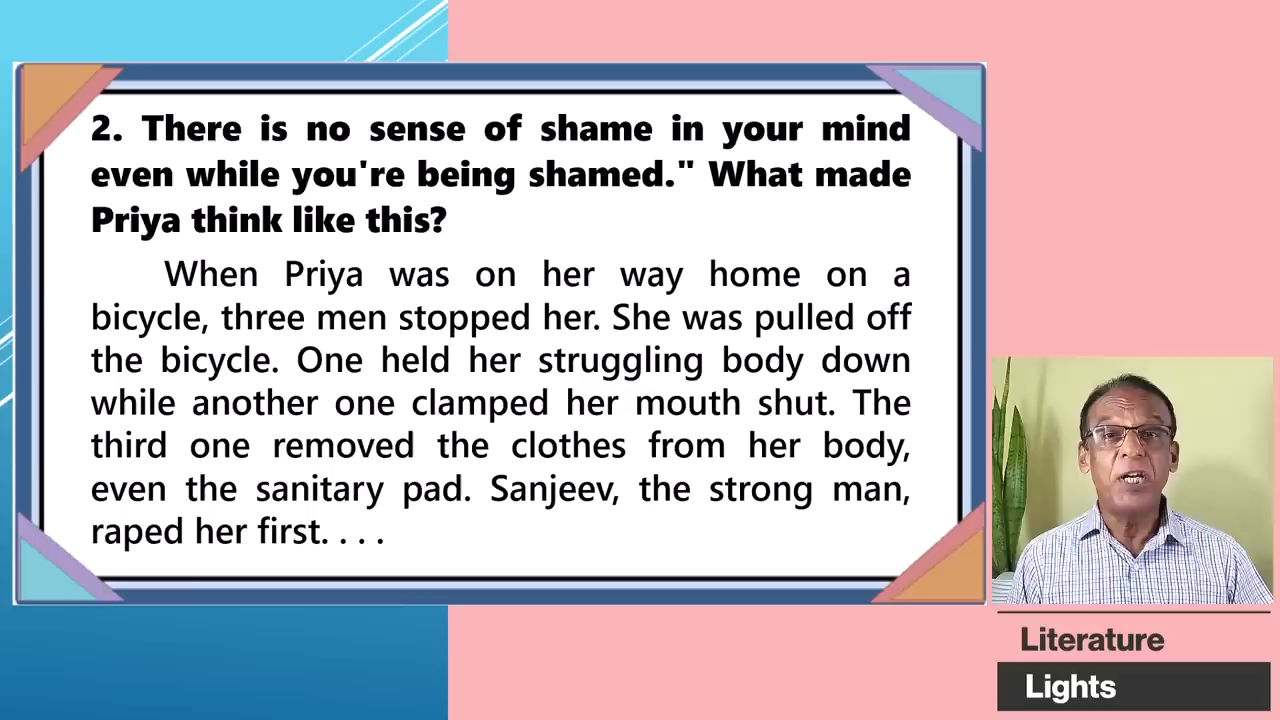 2. There is no sense of shame in your mind
even while you're being shamed." What made
Priya think like this?
When Priya was on her way home on a
bicycle, three men stopped her. She was pulled off
the bicycle. One held her struggling body down
while another one clamped her mouth shut. The
third one removed the clothes from her body,
even the sanitary pad. Sanjeev, the strong man,
raped her first. . . .
Literature
Lights